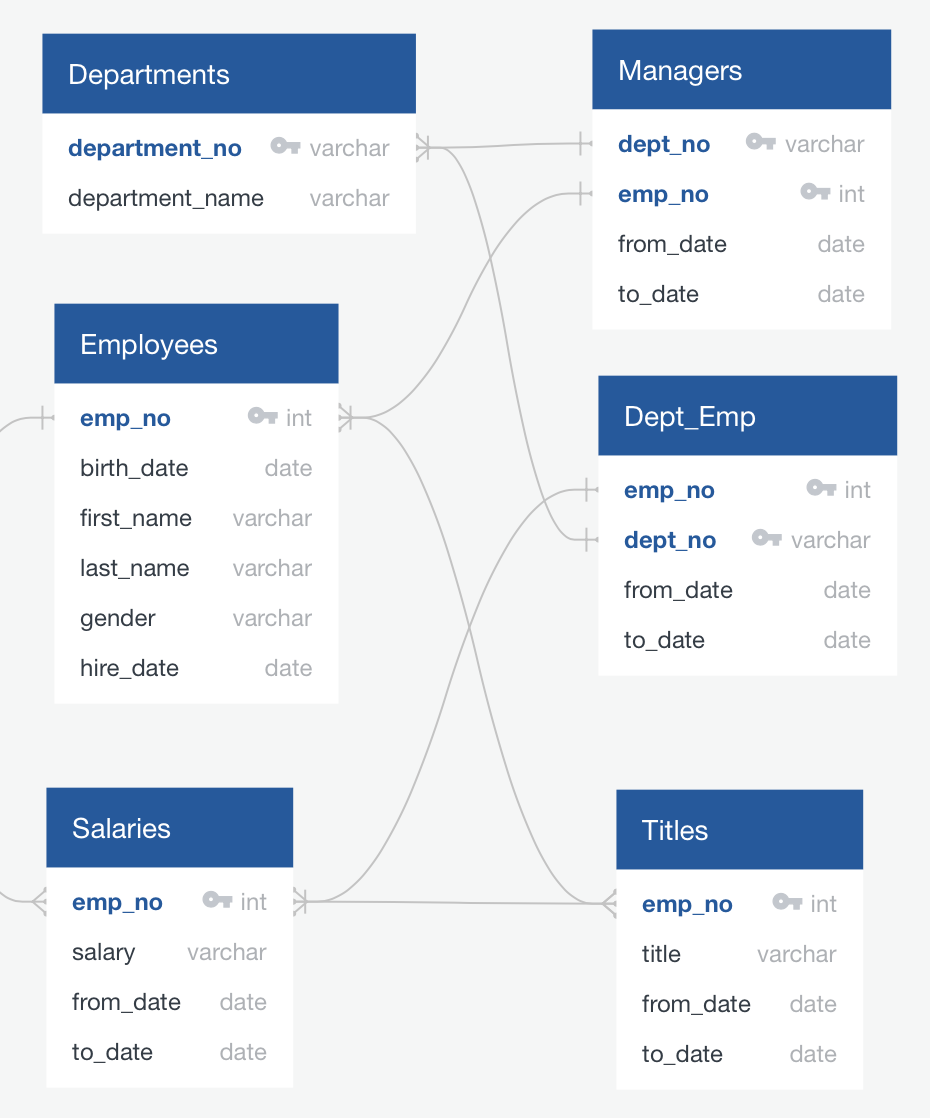 Departments
department_no varchar
department_name varchar
Managers
dept_no varchar
emp_no int
from_date date
to_date date
Employees
emp_no int
birth_date date
first_name varchar
last_name varchar
gender varchar
hire_date date
Dept_Emp
emp_no int
dept_no varchar
from_date date
to_date date
Salaries
emp_no int
salary varchar
from_date date
to_date date
Titles
emp_no int
title varchar
from_date date
to_date date